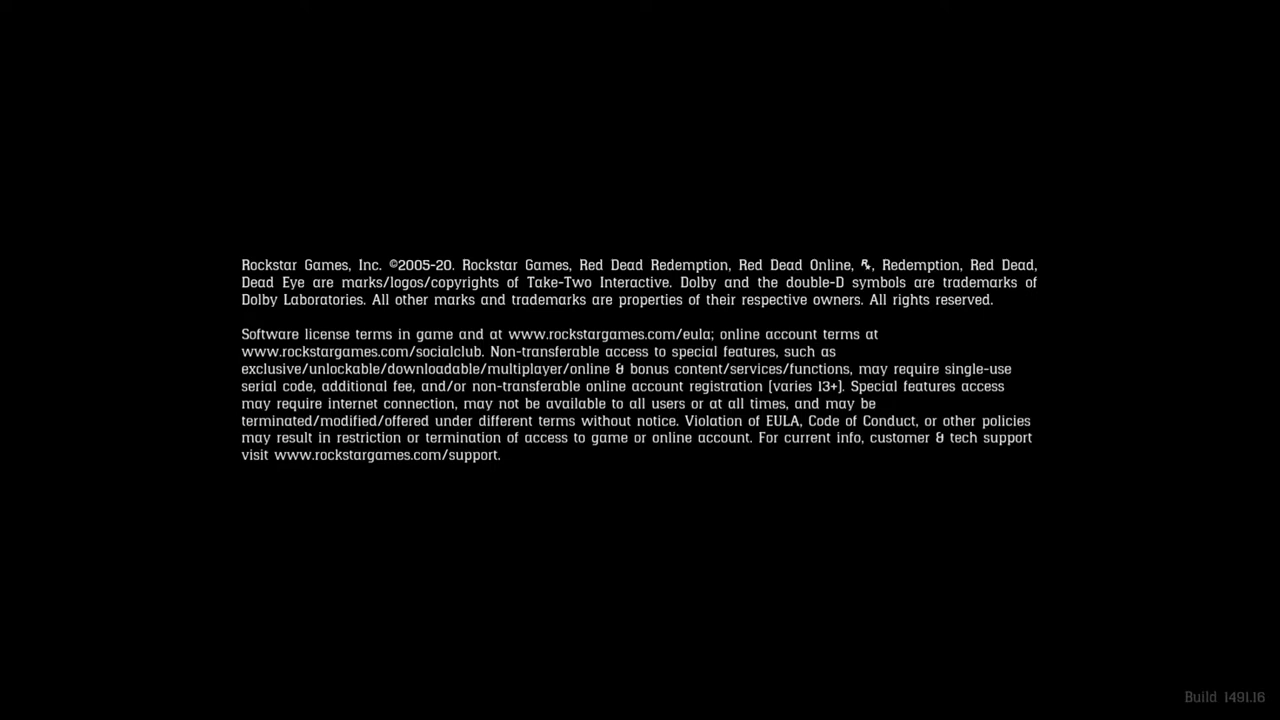 Rockstar Games, Inc. ©2005-20. Rockstar Games, Red Dead Redemption, Red Dead Online, Redemption, Red Dead,
Dead Eye are marks/logos/copyrights of Take-Two Interactive. Dolby and the double-D symbols are trademarks of
Dolby Laboratories. All other marks and trademarks are properties of their respective owners. All rights reserved.
Software license terms in game and at www.rockstargames.com/eula; online account terms at
www.rockstargames.com/socialclub. Non-transferable access to special features, such as
exclusive/unlockable/downloadable/multiplayer/online & bonus content/services/functions, may require single-use
serial code, additional fee, and/or non-transferable online account registration (varies 13+). Special features access
may require internet connection, may not be available to all users or at all times, and may be
terminated/modified/offered under different terms without notice. Violation of EULA, Code of Conduct, or other policies
may result in restriction or termination of access to game or online account. For current info, customer & tech support
visit www.rockstargames.com/support.
Build 1491.16